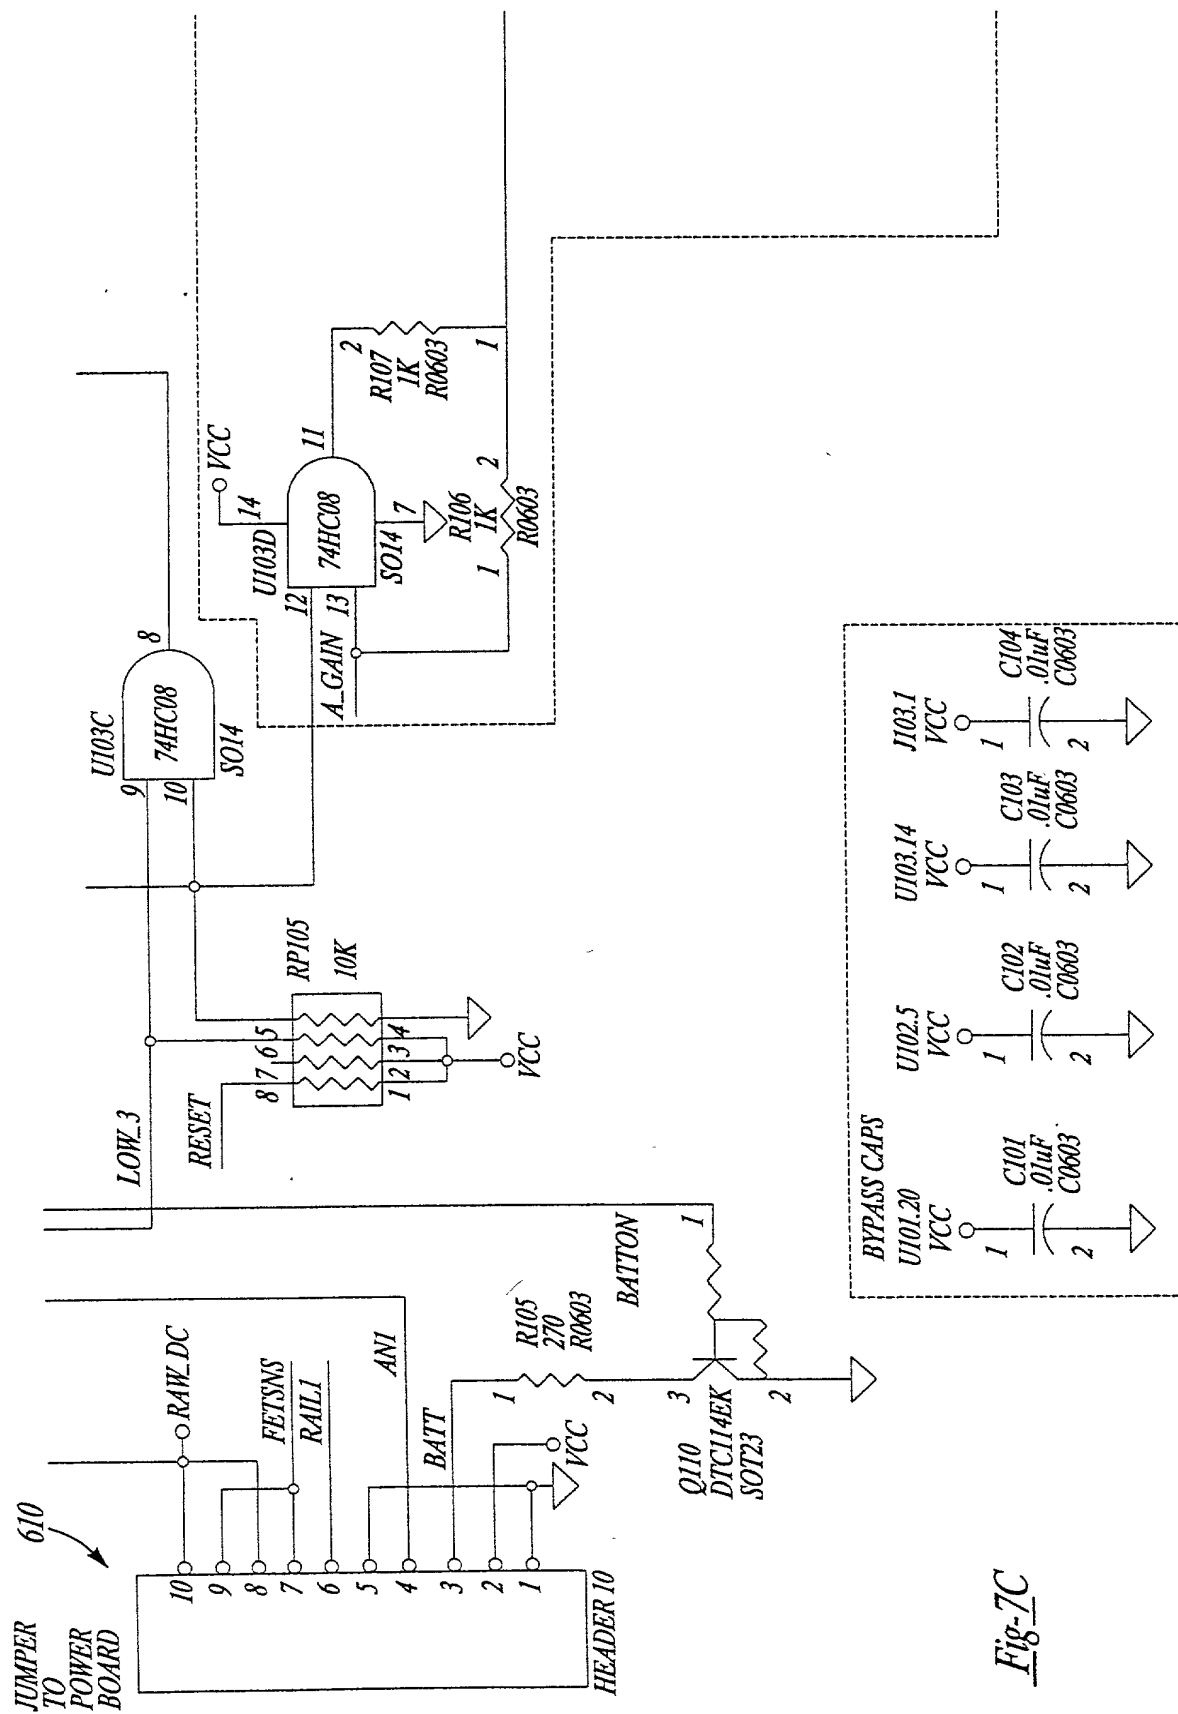 JUMPER
TO
POWER
BOARD
610
10
9
8
7
6
5
4
3
2
1
HEADER 10
RAW_DC
FETSNS
RAIL1
AN1
BATT
VCC
R105
270
R0603
1
2
BATTON
1
3
2
Q110
DTC114EK
SOT23
LOW_3
RESET
8
7
6
5
1
2
3
4
RP105
10K
VCC
U103C
9
10
74HC08
8
SO14
VCC
14
U103D
12
13
74HC08
11
SO14
7
A_GAIN
R107
1K
R0603
2
1
R106
1K
R0603
1
2
BYPASS CAPS
U101.20
VCC
1
2
C101
.01uF
C0603
U102.5
VCC
1
2
C102
.01uF
C0603
U103.14
VCC
1
2
C103
.01uF
C0603
J103.1
VCC
1
2
C104
.01uF
C0603
Fig-7C